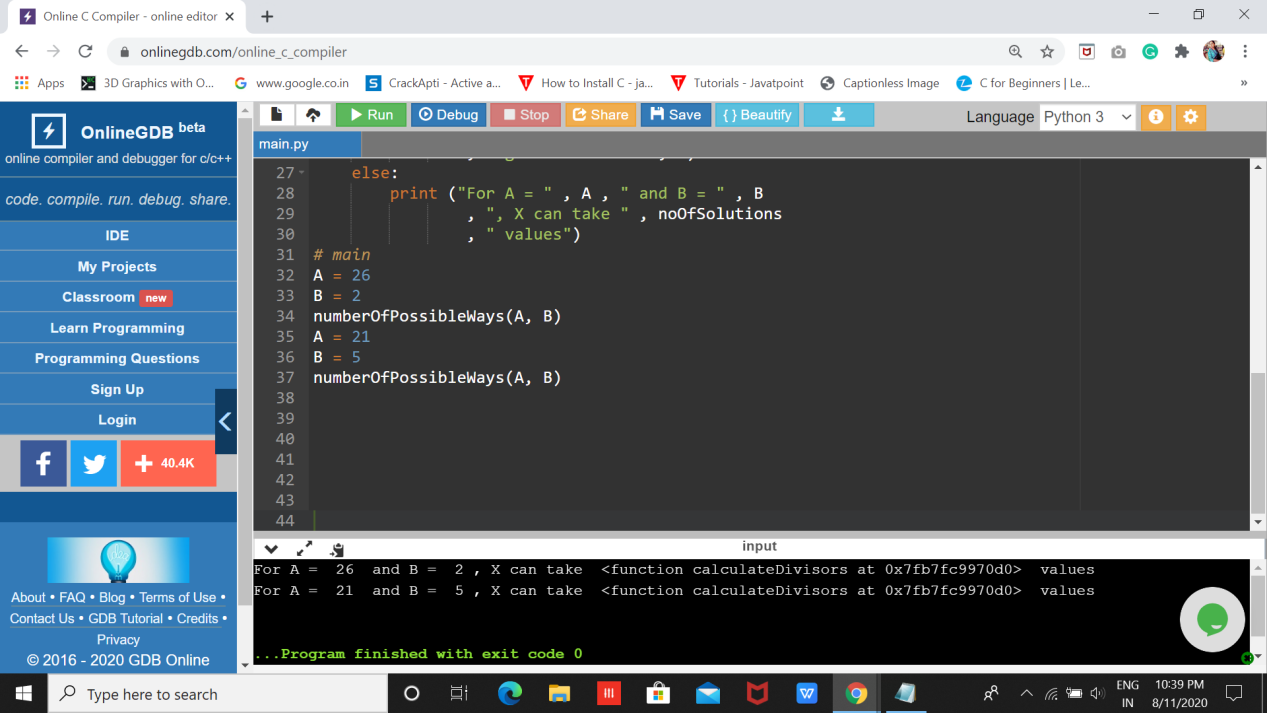 Online C Compiler - online editor
onlinegdb.com/online_c_compiler
Apps 3D Graphics with O... www.google.co.in CrackApti - Active a... How to Install C - ja... Tutorials - Javatpoint Captionless Image C for Beginners | Le... »
OnlineGDB beta
online compiler and debugger for c/c++
code. compile. run. debug. share.
IDE
My Projects
Classroom new
Learn Programming
Programming Questions
Sign Up
Login
40.4K
About • FAQ • Blog • Terms of Use •
Contact Us • GDB Tutorial • Credits •
Privacy
© 2016 - 2020 GDB Online
Run Debug Stop Share Save { } Beautify
Language Python 3
main.py
27 else:
28 print ("For A = " , A , " and B = " , B
29 , ", X can take " , noOfSolutions
30 , " values")
31 # main
32 A = 26
33 B = 2
34 numberOfPossibleWays(A, B)
35 A = 21
36 B = 5
37 numberOfPossibleWays(A, B)
38
39
40
41
42
43
44
input
For A =  26  and B =  2 , X can take  <function calculateDivisors at 0x7fb7fc9970d0>  values
For A =  21  and B =  5 , X can take  <function calculateDivisors at 0x7fb7fc9970d0>  values
...Program finished with exit code 0
Type here to search
ENG
IN
10:39 PM
8/11/2020